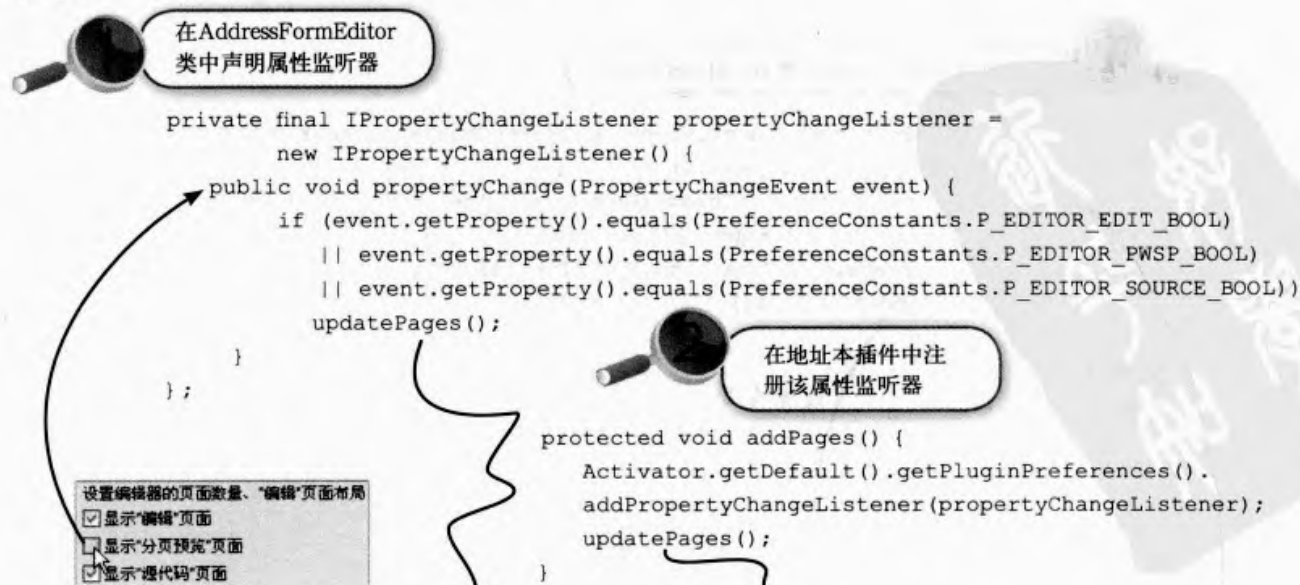 在AddressFormEditor
类中声明属性监听器
private final IPropertyChangeListener propertyChangeListener =
new IPropertyChangeListener() {
public void propertyChange(PropertyChangeEvent event) {
if (event.getProperty().equals(PreferenceConstants.P_EDITOR_EDIT_BOOL)
|| event.getProperty().equals(PreferenceConstants.P_EDITOR_PWSP_BOOL)
|| event.getProperty().equals(PreferenceConstants.P_EDITOR_SOURCE_BOOL))
updatePages();
}
};
2
在地址本插件中注
册该属性监听器
protected void addPages() {
Activator.getDefault().getPluginPreferences().
addPropertyChangeListener(propertyChangeListener);
updatePages();
}
设置编辑器的页面数量、"编辑"页面布局
显示"编辑"页面
显示"分页预览"页面
显示"源代码"页面